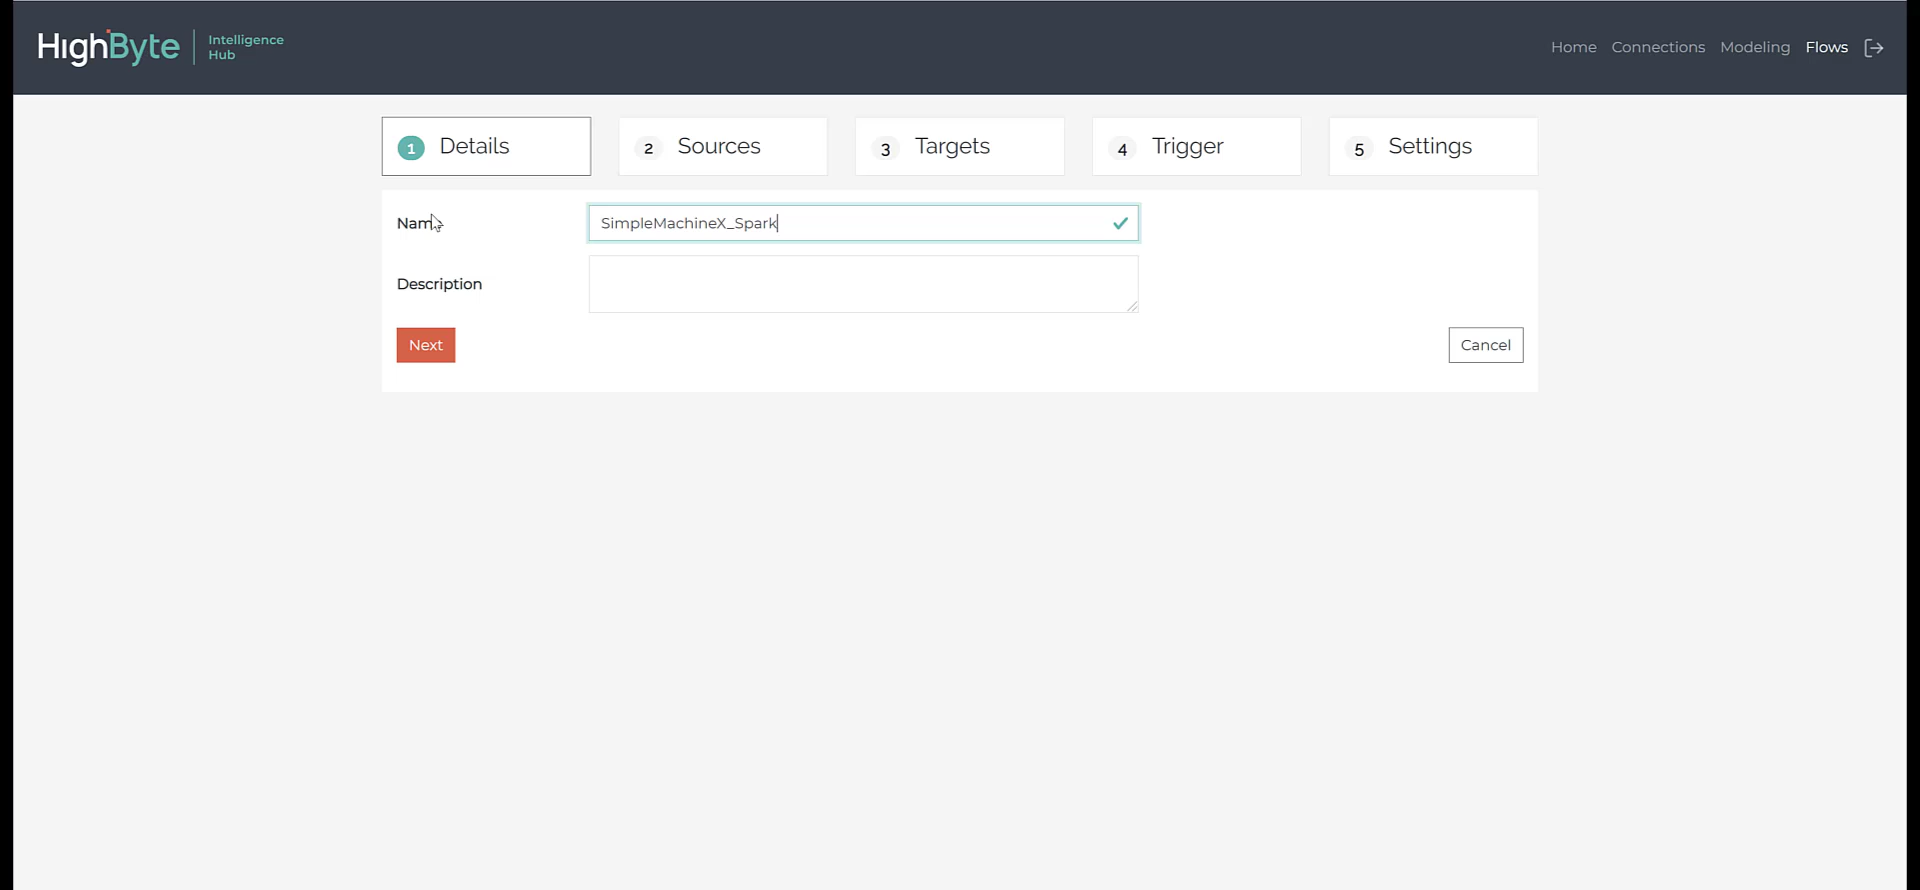 HighByte
Intelligence
Hub
Home Connections Modeling Flows
1 Details 2 Sources 3 Targets 4 Trigger 5 Settings
Name SimpleMachineX_Spark
Description
Next Cancel